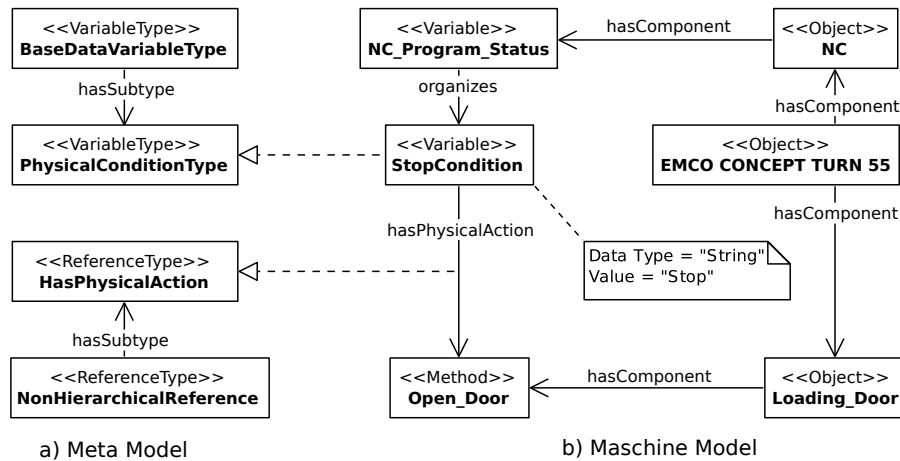 <<VariableType>>
BaseDataVariableType
hasSubtype
<<VariableType>>
PhysicalConditionType
<<ReferenceType>>
HasPhysicalAction
hasSubtype
<<ReferenceType>>
NonHierarchicalReference
a) Meta Model
<<Variable>>
NC_Program_Status
organizes
<<Variable>>
StopCondition
hasPhysicalAction
Data Type = "String"
Value = "Stop"
<<Method>>
Open_Door
hasComponent
<<Object>>
NC
hasComponent
<<Object>>
EMCO CONCEPT TURN 55
hasComponent
<<Object>>
Loading_Door
hasComponent
b) Maschine Model